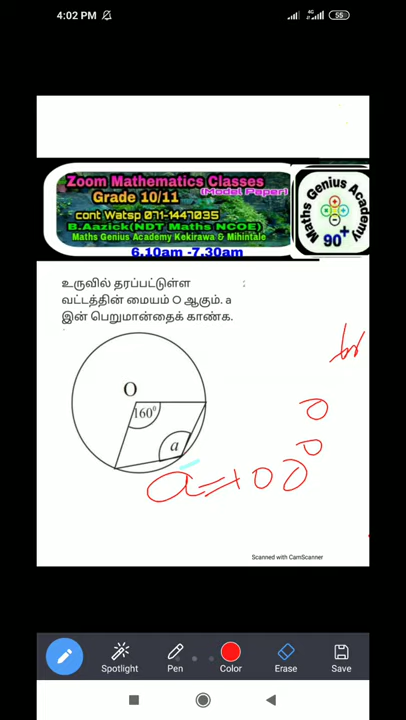 4:02 PM
4G
55
Zoom Mathematics Classes
(Model Paper)
Grade 10/11
cont Watsp 071-1447035
B.Aazick(NDT Maths NCOE)
Maths Genius Academy Kekirawa & Mihintale
6.10am -7.30am
Maths Genius Academy
90+
உருவில் தரப்பட்டுள்ள :
வட்டத்தின் மையம் O ஆகும். a
இன் பெறுமான்தைக் காண்க.
O
160°
a
a=100°
Scanned with CamScanner
Spotlight
Pen
Color
Erase
Save